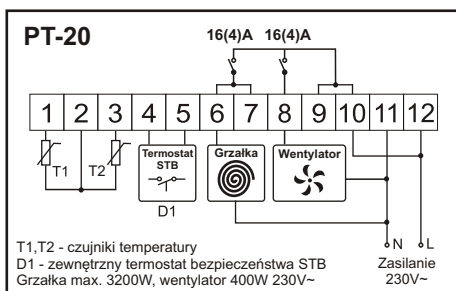 PT-20
16(4)A 16(4)A
1 2 3 4 5 6 7 8 9 10 11 12
T1 T2
Termostat STB
Grzałka
Wentylator
D1
N L
T1,T2 - czujniki temperatury
D1 - zewnętrzny termostat bezpieczeństwa STB
Grzałka max. 3200W, wentylator 400W 230V~
Zasilanie
230V~